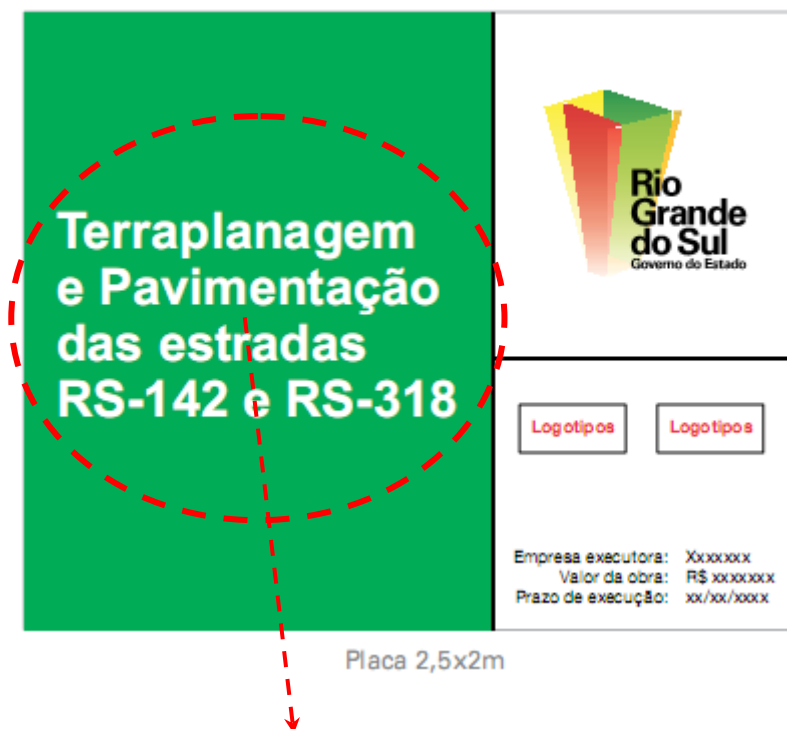 Terraplanagem
e Pavimentação
das estradas
RS-142 e RS-318
Rio
Grande
do Sul
Governo do Estado
Logotipos Logotipos
Empresa executora: Xxxxxxx
Valor da obra: R$ xxxxxxx
Prazo de execução: xx/xx/xxxx
Placa 2,5x2m